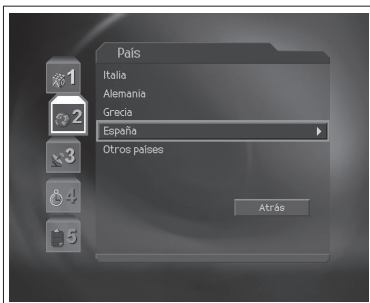 País
1
Italia
Alemania
2
Grecia
España
3
Otros países
4
Atrás
5